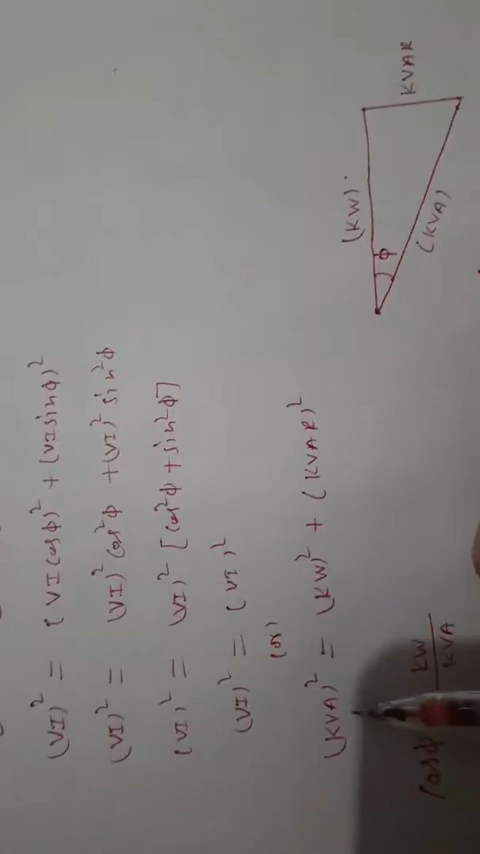 (VI)² = (VI cosφ)² + (VI sinφ)²
(VI)² = (VI)² cos²φ + (VI)² sin²φ
(VI)² = (VI)² [cos²φ + sin²φ]
(VI)² = (VI)²
(or)
(KVA)² = (KW)² + (KVAR)²
cosφ KW/KVA
(KW)
φ
(KVA)
KVAR